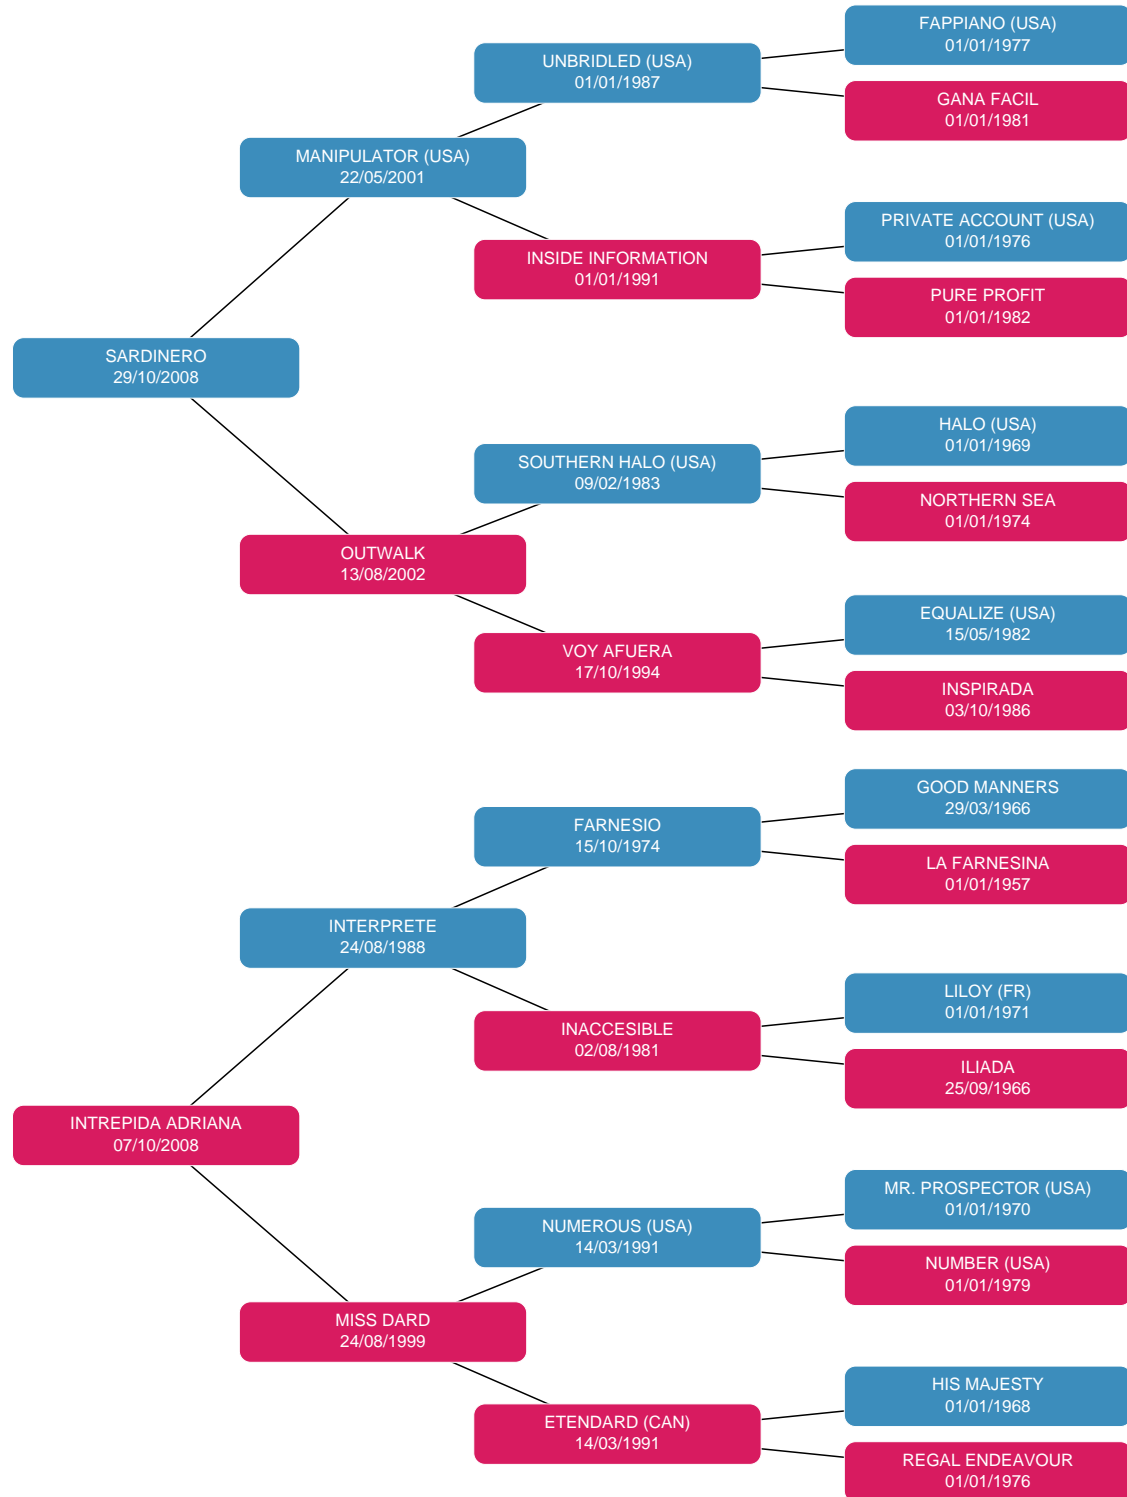 FAPPIANO (USA)
01/01/1977
UNBRIDLED (USA)
01/01/1987
GANA FACIL
01/01/1981
MANIPULATOR (USA)
22/05/2001
PRIVATE ACCOUNT (USA)
01/01/1976
INSIDE INFORMATION
01/01/1991
PURE PROFIT
01/01/1982
SARDINERO
29/10/2008
HALO (USA)
01/01/1969
SOUTHERN HALO (USA)
09/02/1983
NORTHERN SEA
01/01/1974
OUTWALK
13/08/2002
EQUALIZE (USA)
15/05/1982
VOY AFUERA
17/10/1994
INSPIRADA
03/10/1986
GOOD MANNERS
29/03/1966
FARNESIO
15/10/1974
LA FARNESINA
01/01/1957
INTERPRETE
24/08/1988
LILOY (FR)
01/01/1971
INACCESIBLE
02/08/1981
ILIADA
25/09/1966
INTREPIDA ADRIANA
07/10/2008
MR. PROSPECTOR (USA)
01/01/1970
NUMEROUS (USA)
14/03/1991
NUMBER (USA)
01/01/1979
MISS DARD
24/08/1999
HIS MAJESTY
01/01/1968
ETENDARD (CAN)
14/03/1991
REGAL ENDEAVOUR
01/01/1976